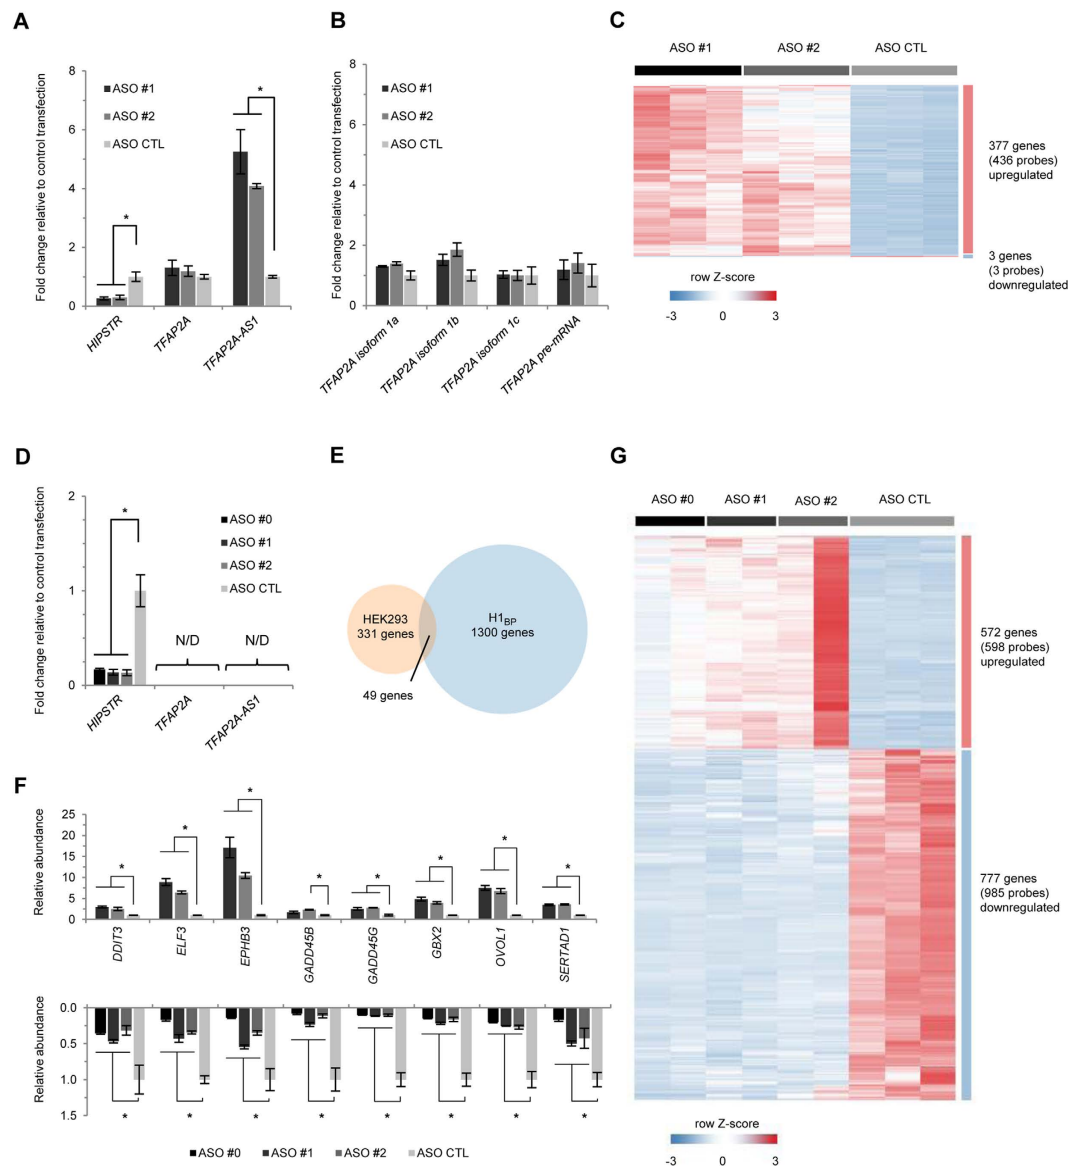 A
Fold change relative to control transfection
8
6
4
2
0
ASO #1
ASO #2
ASO CTL
*
*
HIPSTR
TFAP2A
TFAP2A-AS1
B
Fold change relative to control transfection
8
6
4
2
0
ASO #1
ASO #2
ASO CTL
TFAP2A isoform 1a
TFAP2A isoform 1b
TFAP2A isoform 1c
TFAP2A pre-mRNA
C
ASO #1
ASO #2
ASO CTL
377 genes
(436 probes)
upregulated
3 genes
(3 probes)
downregulated
row Z-score
-3 0 3
D
Fold change relative to control transfection
2
1
0
*
ASO #0
ASO #1
ASO #2
ASO CTL
N/D
N/D
HIPSTR
TFAP2A
TFAP2A-AS1
E
HEK293
331 genes
H1BP
1300 genes
49 genes
F
Relative abundance
25
20
15
10
5
0
*
*
*
*
*
*
*
*
DDIT3
ELF3
EPHB3
GADD45B
GADD45G
GBX2
OVOL1
SERTAD1
Relative abundance
0.0
0.5
1.0
1.5
*
*
*
*
*
*
*
*
ASO #0
ASO #1
ASO #2
ASO CTL
G
ASO #0
ASO #1
ASO #2
ASO CTL
572 genes
(598 probes)
upregulated
777 genes
(985 probes)
downregulated
row Z-score
-3 0 3